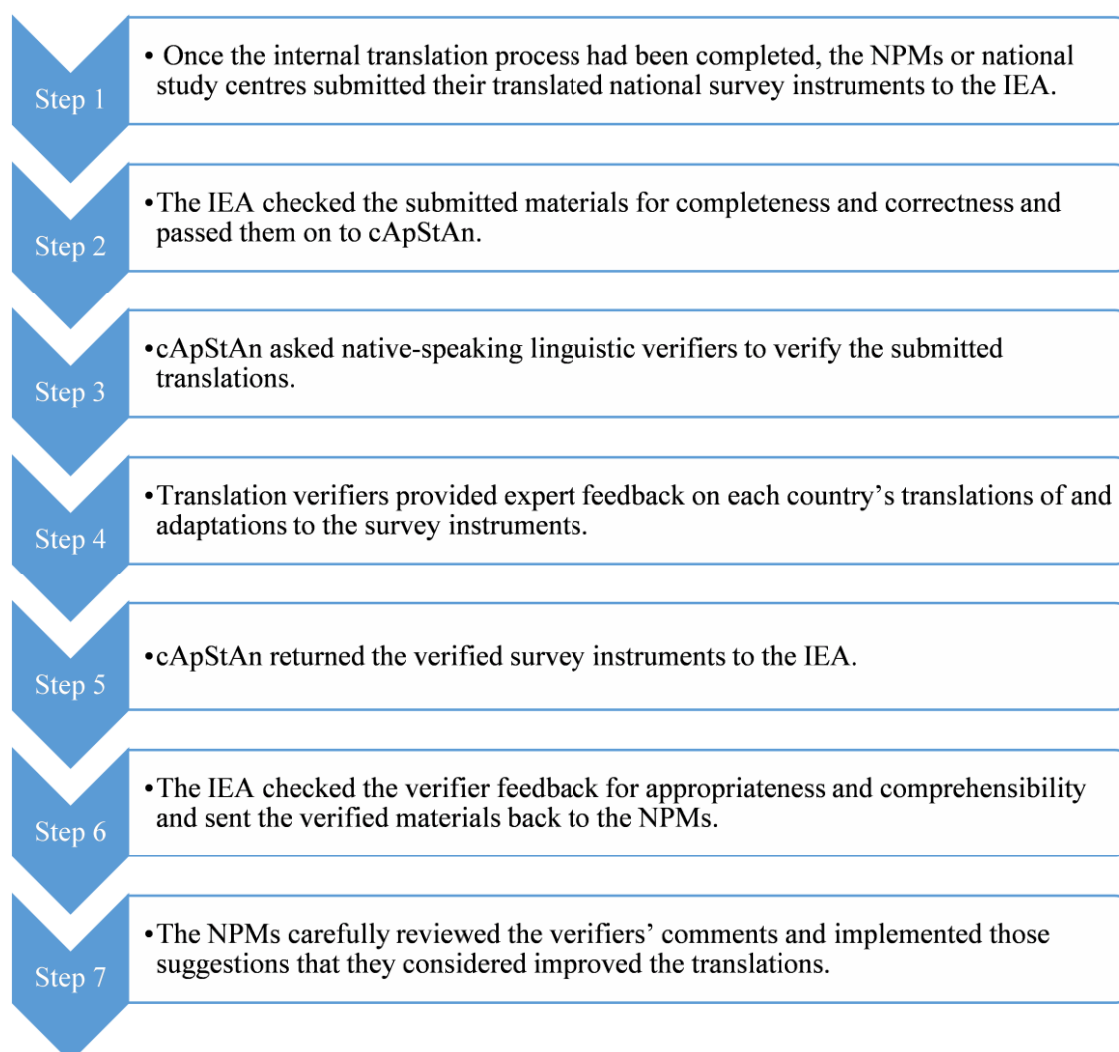 Step 1
• Once the internal translation process had been completed, the NPMs or national
study centres submitted their translated national survey instruments to the IEA.
Step 2
•The IEA checked the submitted materials for completeness and correctness and
passed them on to cApStAn.
Step 3
•cApStAn asked native-speaking linguistic verifiers to verify the submitted
translations.
Step 4
•Translation verifiers provided expert feedback on each country’s translations of and
adaptations to the survey instruments.
Step 5
•cApStAn returned the verified survey instruments to the IEA.
Step 6
•The IEA checked the verifier feedback for appropriateness and comprehensibility
and sent the verified materials back to the NPMs.
Step 7
•The NPMs carefully reviewed the verifiers’ comments and implemented those
suggestions that they considered improved the translations.